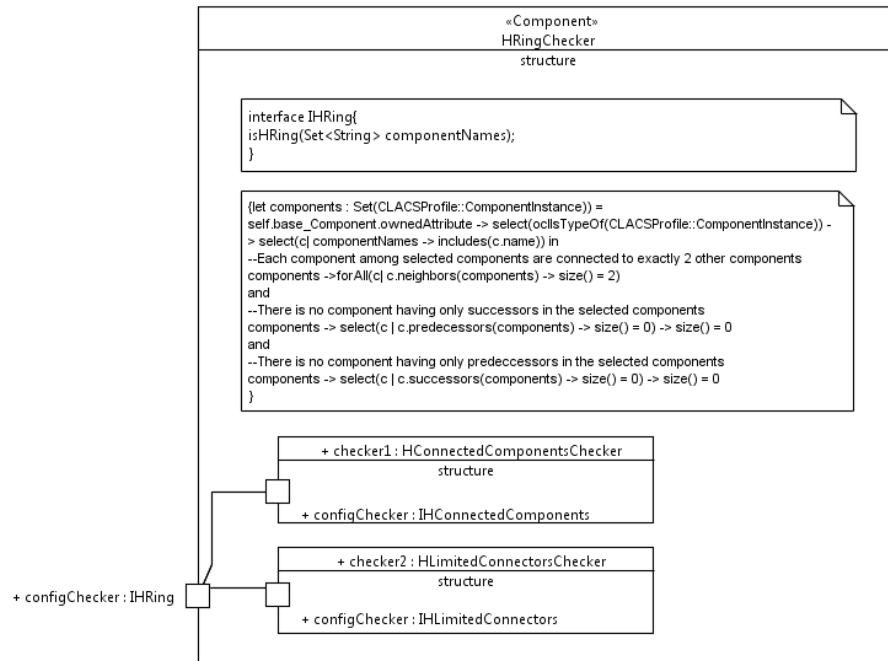 «Component»
HRingChecker
structure
interface IHRing{
isHRing(Set<String> componentNames);
}
{let components : Set(CLACSProfile::ComponentInstance)) =
self.base_Component.ownedAttribute -> select(oclIsTypeOf(CLACSProfile::ComponentInstance)) -
> select(c| componentNames -> includes(c.name)) in
--Each component among selected components are connected to exactly 2 other components
components ->forAll(c| c.neighbors(components) -> size() = 2)
and
--There is no component having only successors in the selected components
components -> select(c | c.predecessors(components) -> size() = 0) -> size() = 0
and
--There is no component having only predeccessors in the selected components
components -> select(c | c.successors(components) -> size() = 0) -> size() = 0
}
+ checker1 : HConnectedComponentsChecker
structure
+ configChecker : IHConnectedComponents
+ checker2 : HLimitedConnectorsChecker
structure
+ configChecker : IHRing
+ configChecker : IHLimitedConnectors